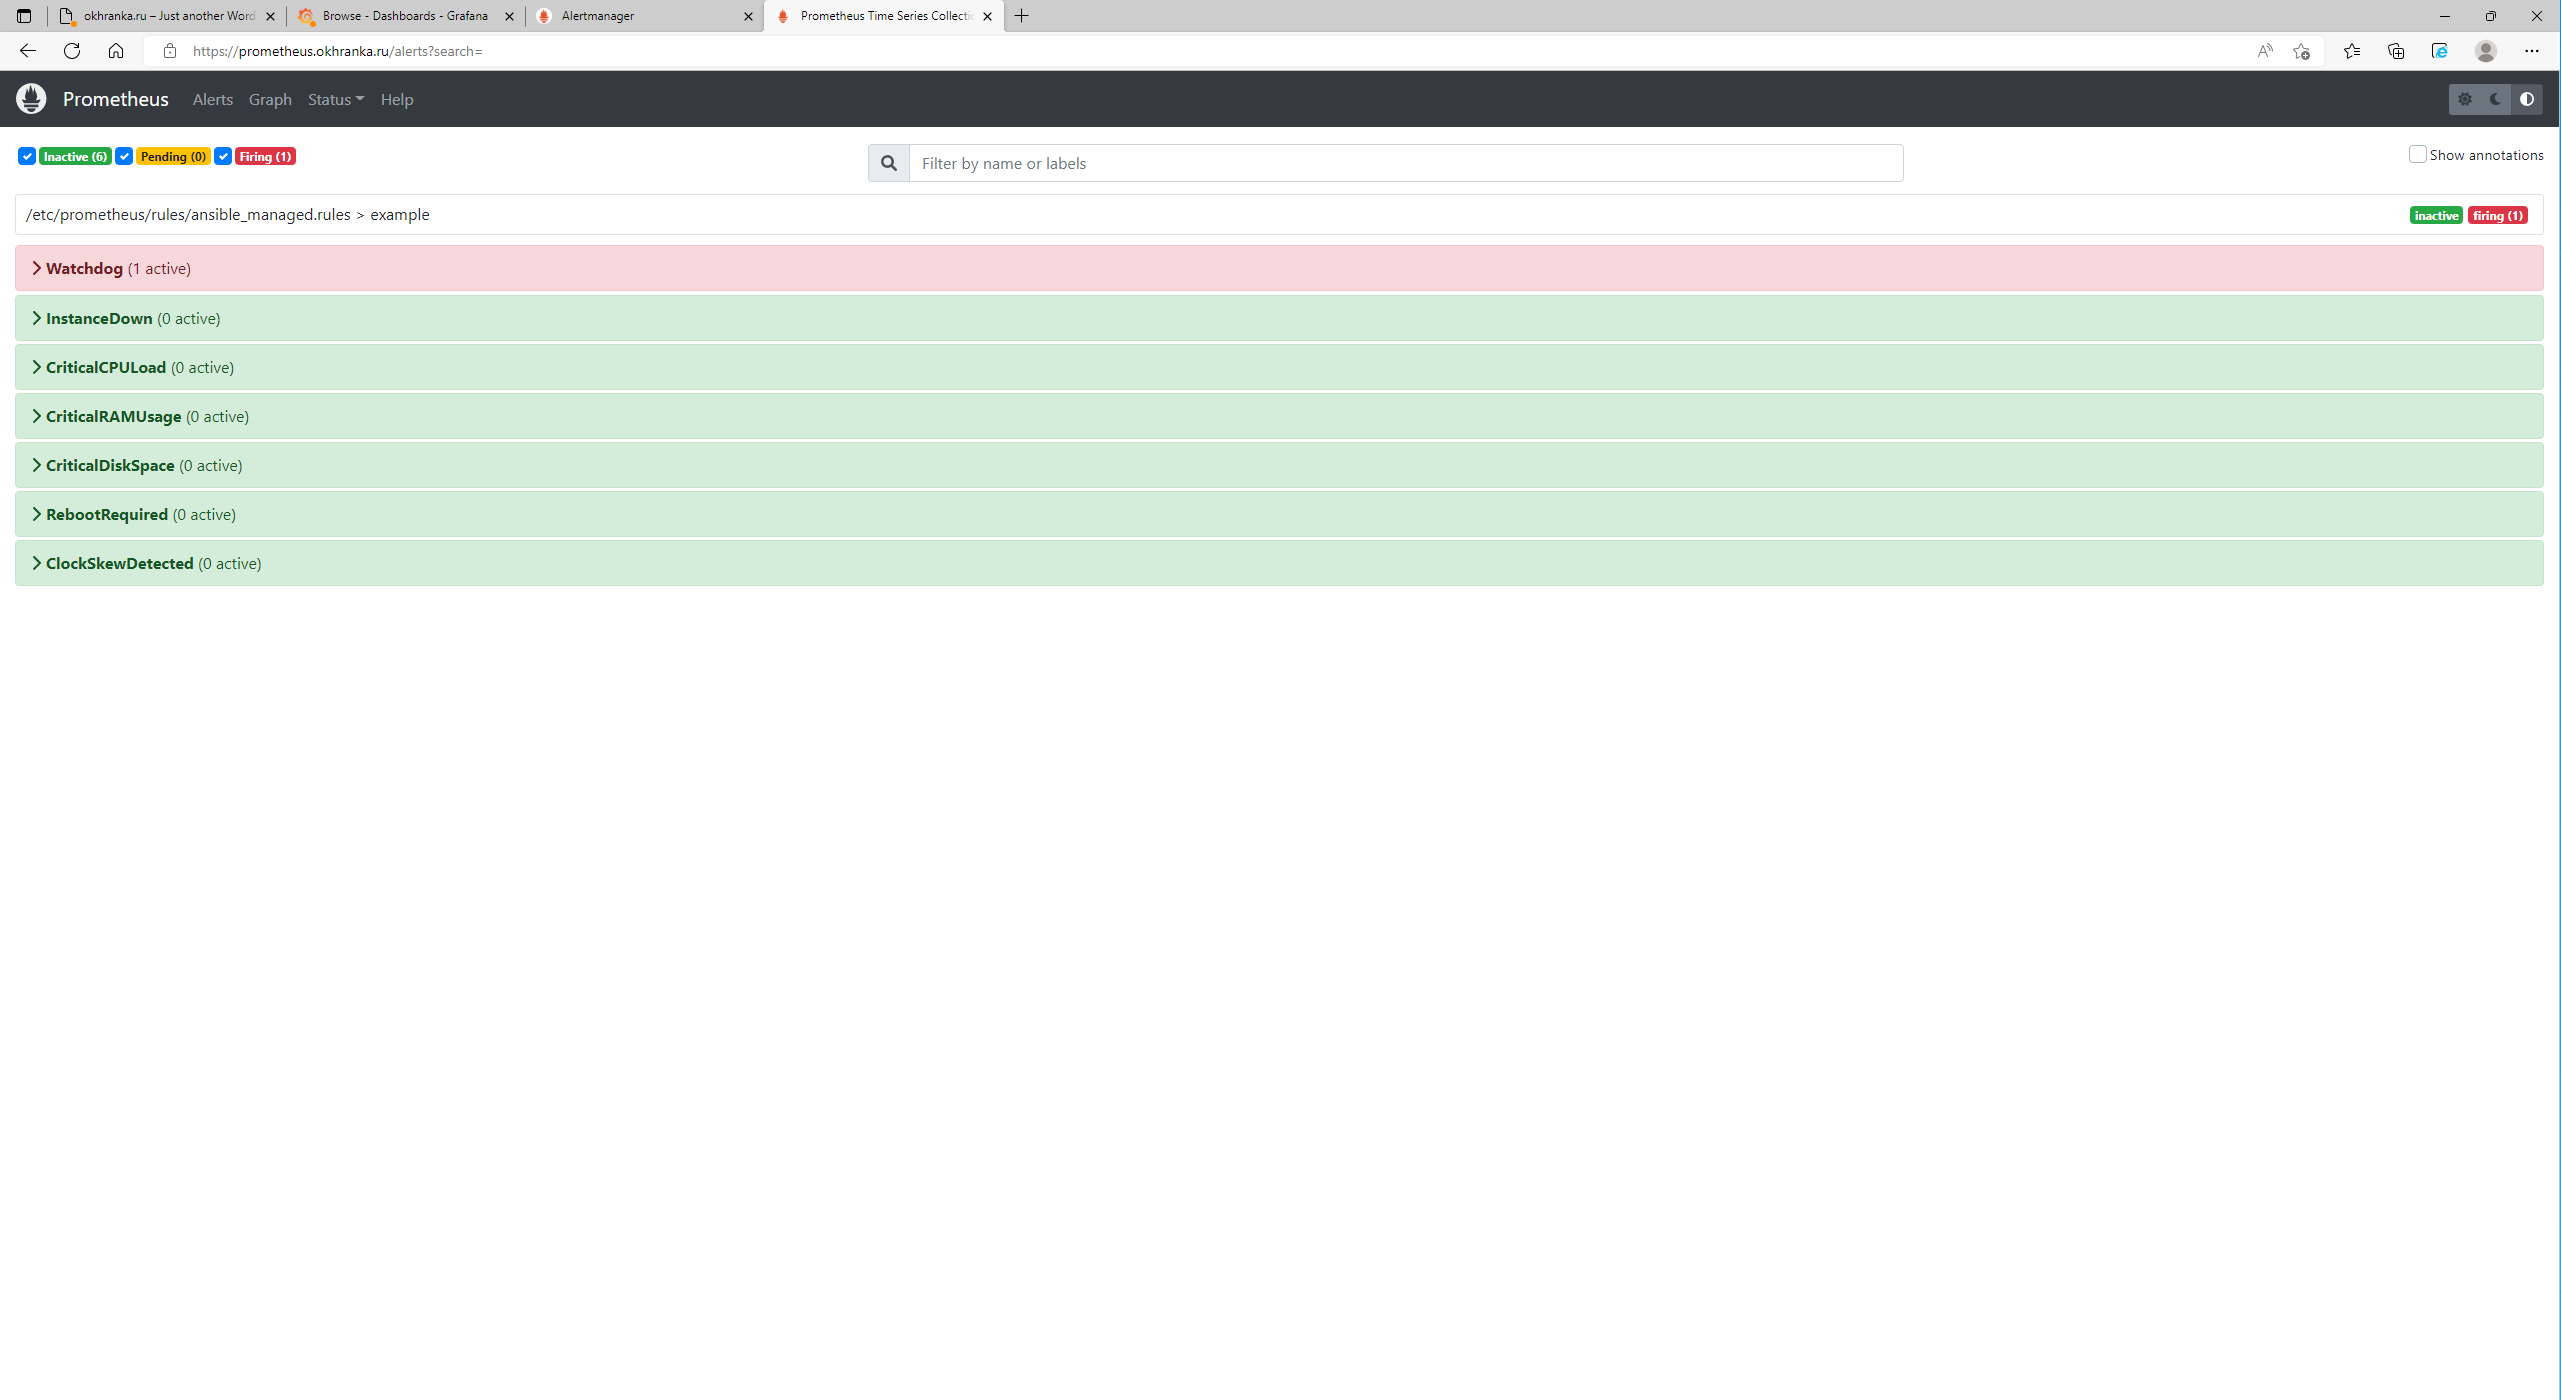 okhranka.ru – Just another Word
Browse - Dashboards - Grafana
Alertmanager
Prometheus Time Series Collecti
https://prometheus.okhranka.ru/alerts?search=
Prometheus Alerts Graph Status Help
Inactive (6) Pending (0) Firing (1)
Filter by name or labels
Show annotations
/etc/prometheus/rules/ansible_managed.rules > example
inactive firing (1)
Watchdog (1 active)
InstanceDown (0 active)
CriticalCPULoad (0 active)
CriticalRAMUsage (0 active)
CriticalDiskSpace (0 active)
RebootRequired (0 active)
ClockSkewDetected (0 active)